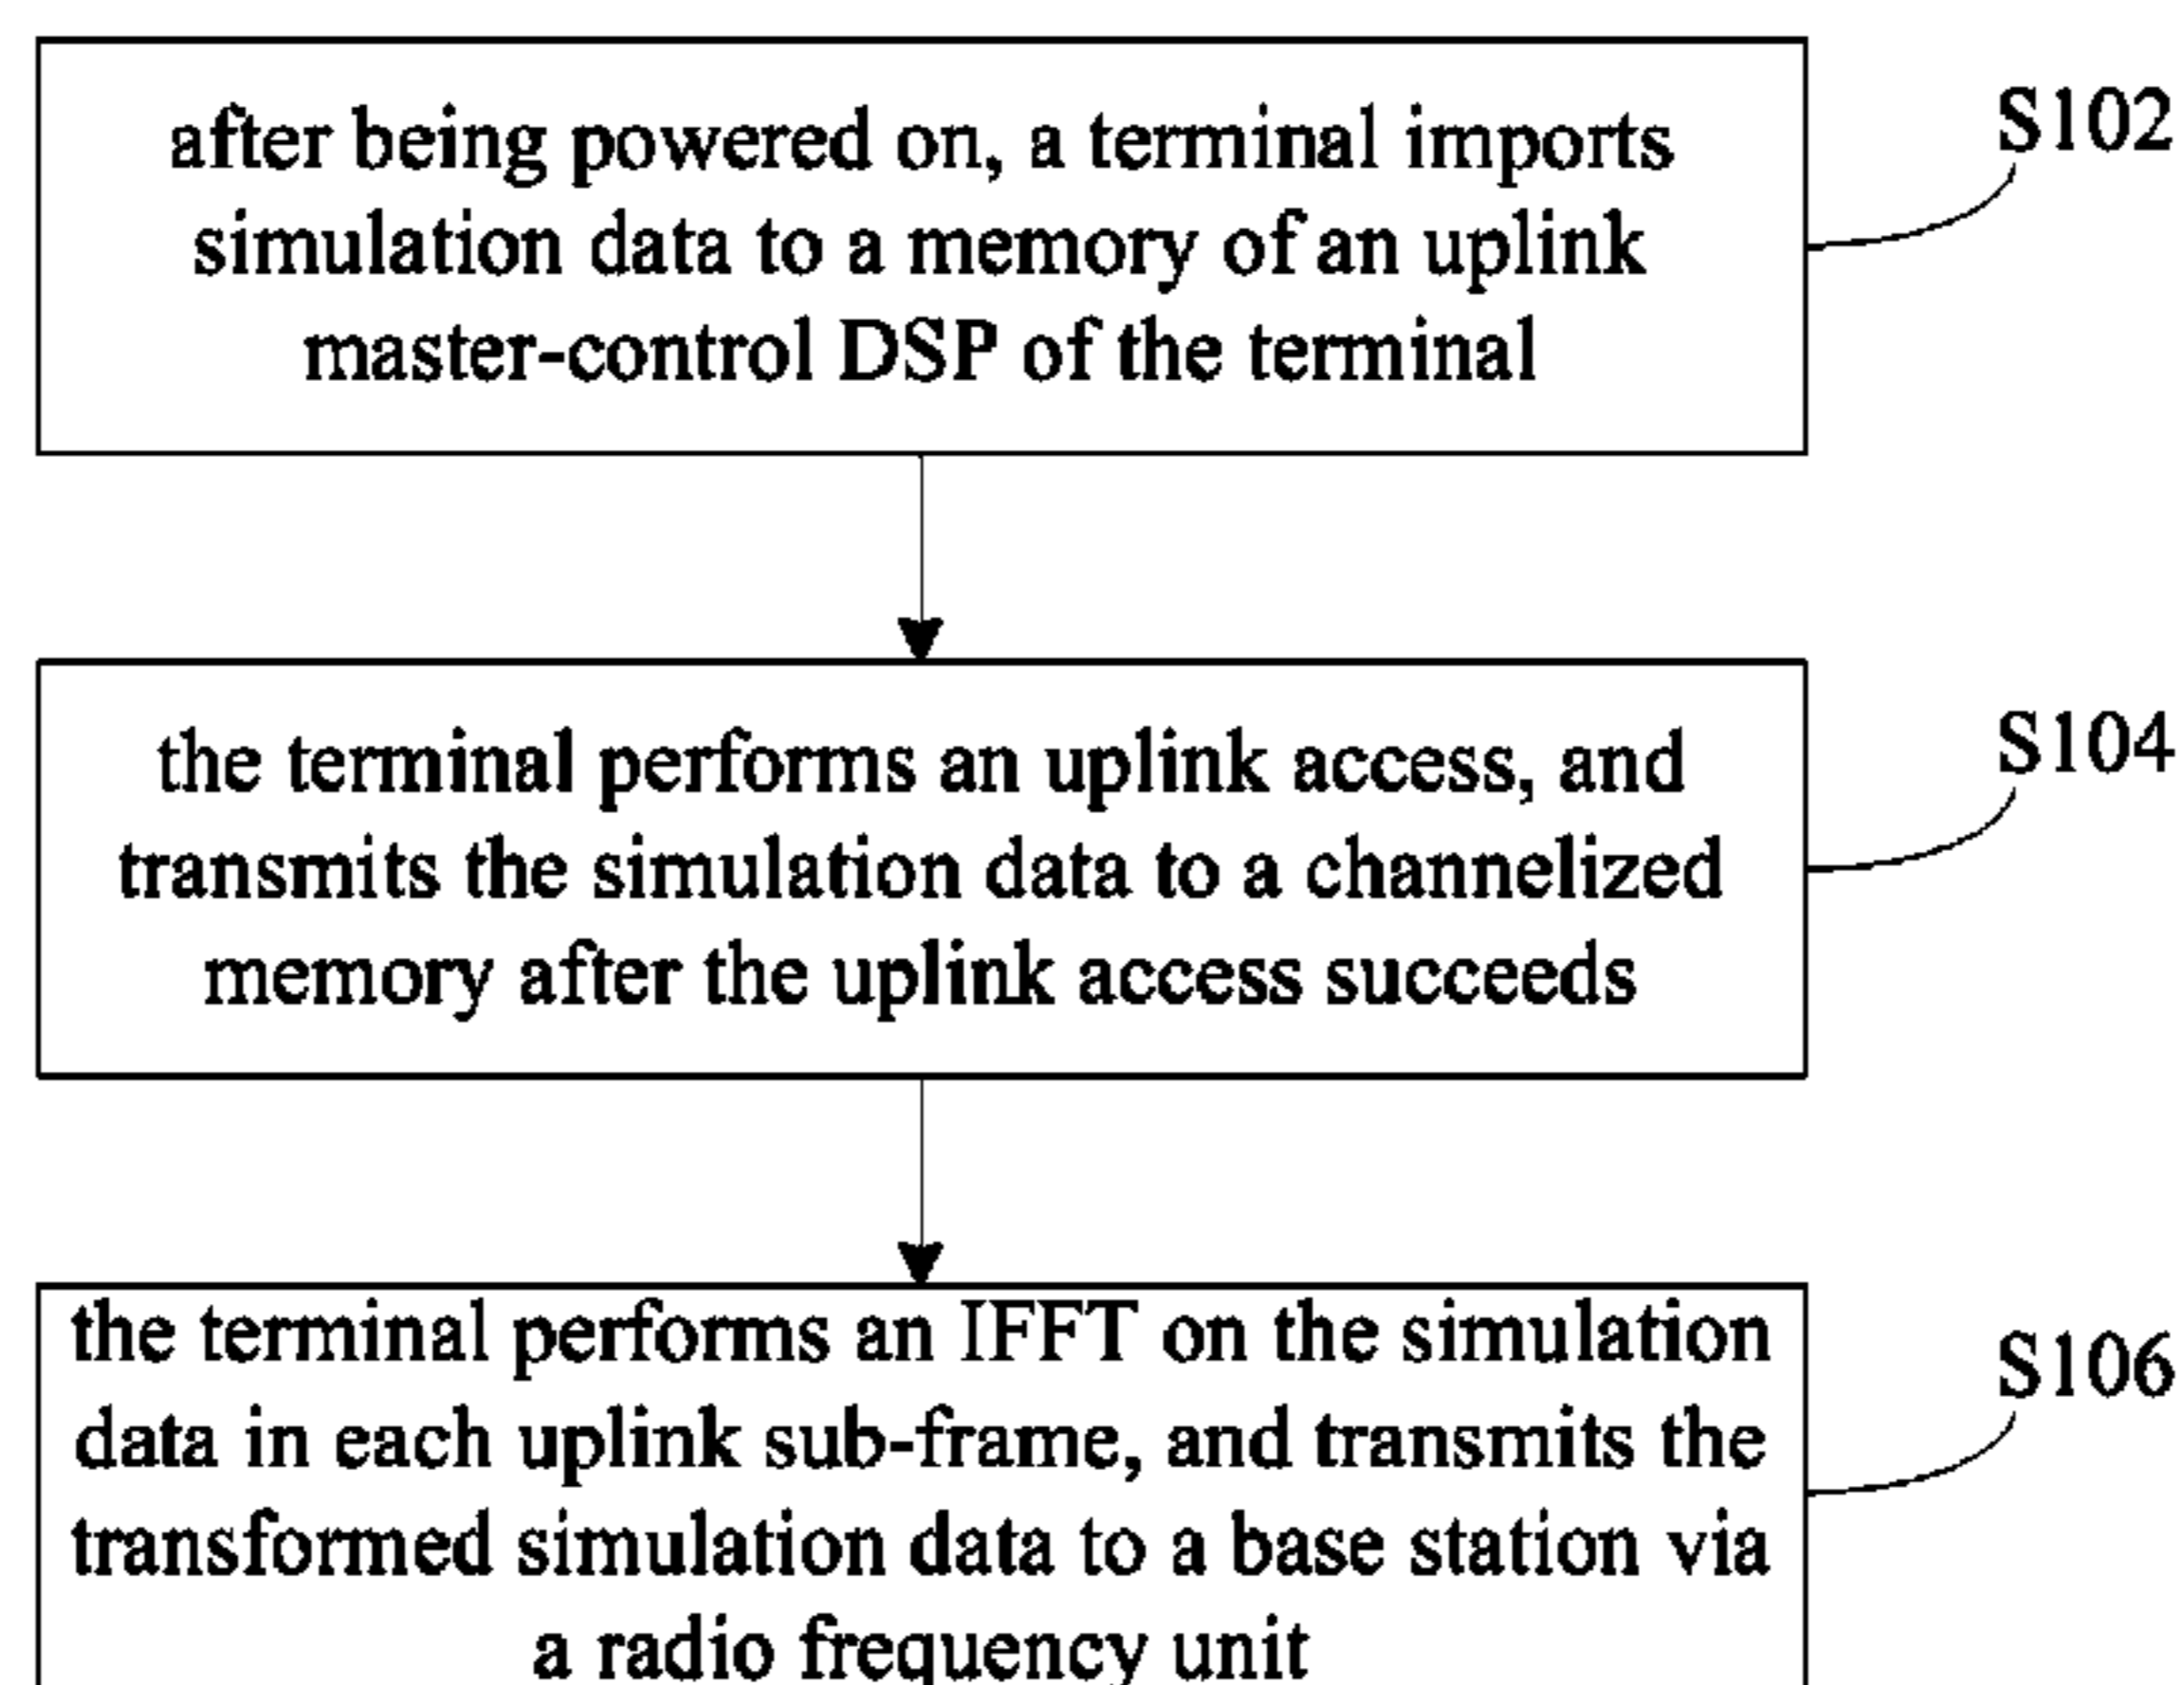 after being powered on, a terminal imports
simulation data to a memory of an uplink
master-control DSP of the terminal
S102
the terminal performs an uplink access, and
transmits the simulation data to a channelized
memory after the uplink access succeeds
S104
the terminal performs an IFFT on the simulation
data in each uplink sub-frame, and transmits the
transformed simulation data to a base station via
a radio frequency unit
S106